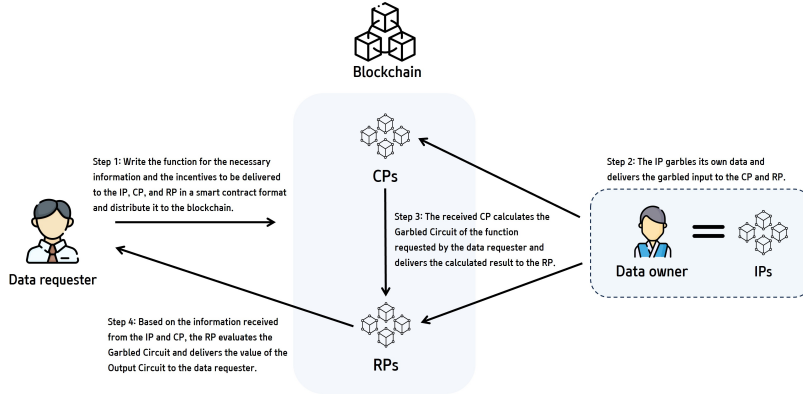 Blockchain
Step 1: Write the function for the necessary
information and the incentives to be delivered
to the IP, CP, and RP in a smart contract format
and distribute it to the blockchain.
Data requester
CPs
Step 2: The IP garbles its own data and
delivers the garbled input to the CP and RP.
Data owner
IPs
Step 3: The received CP calculates the
Garbled Circuit of the function
requested by the data requester and
delivers the calculated result to the RP.
Step 4: Based on the information received
from the IP and CP, the RP evaluates the
Garbled Circuit and delivers the value of the
Output Circuit to the data requester.
RPs